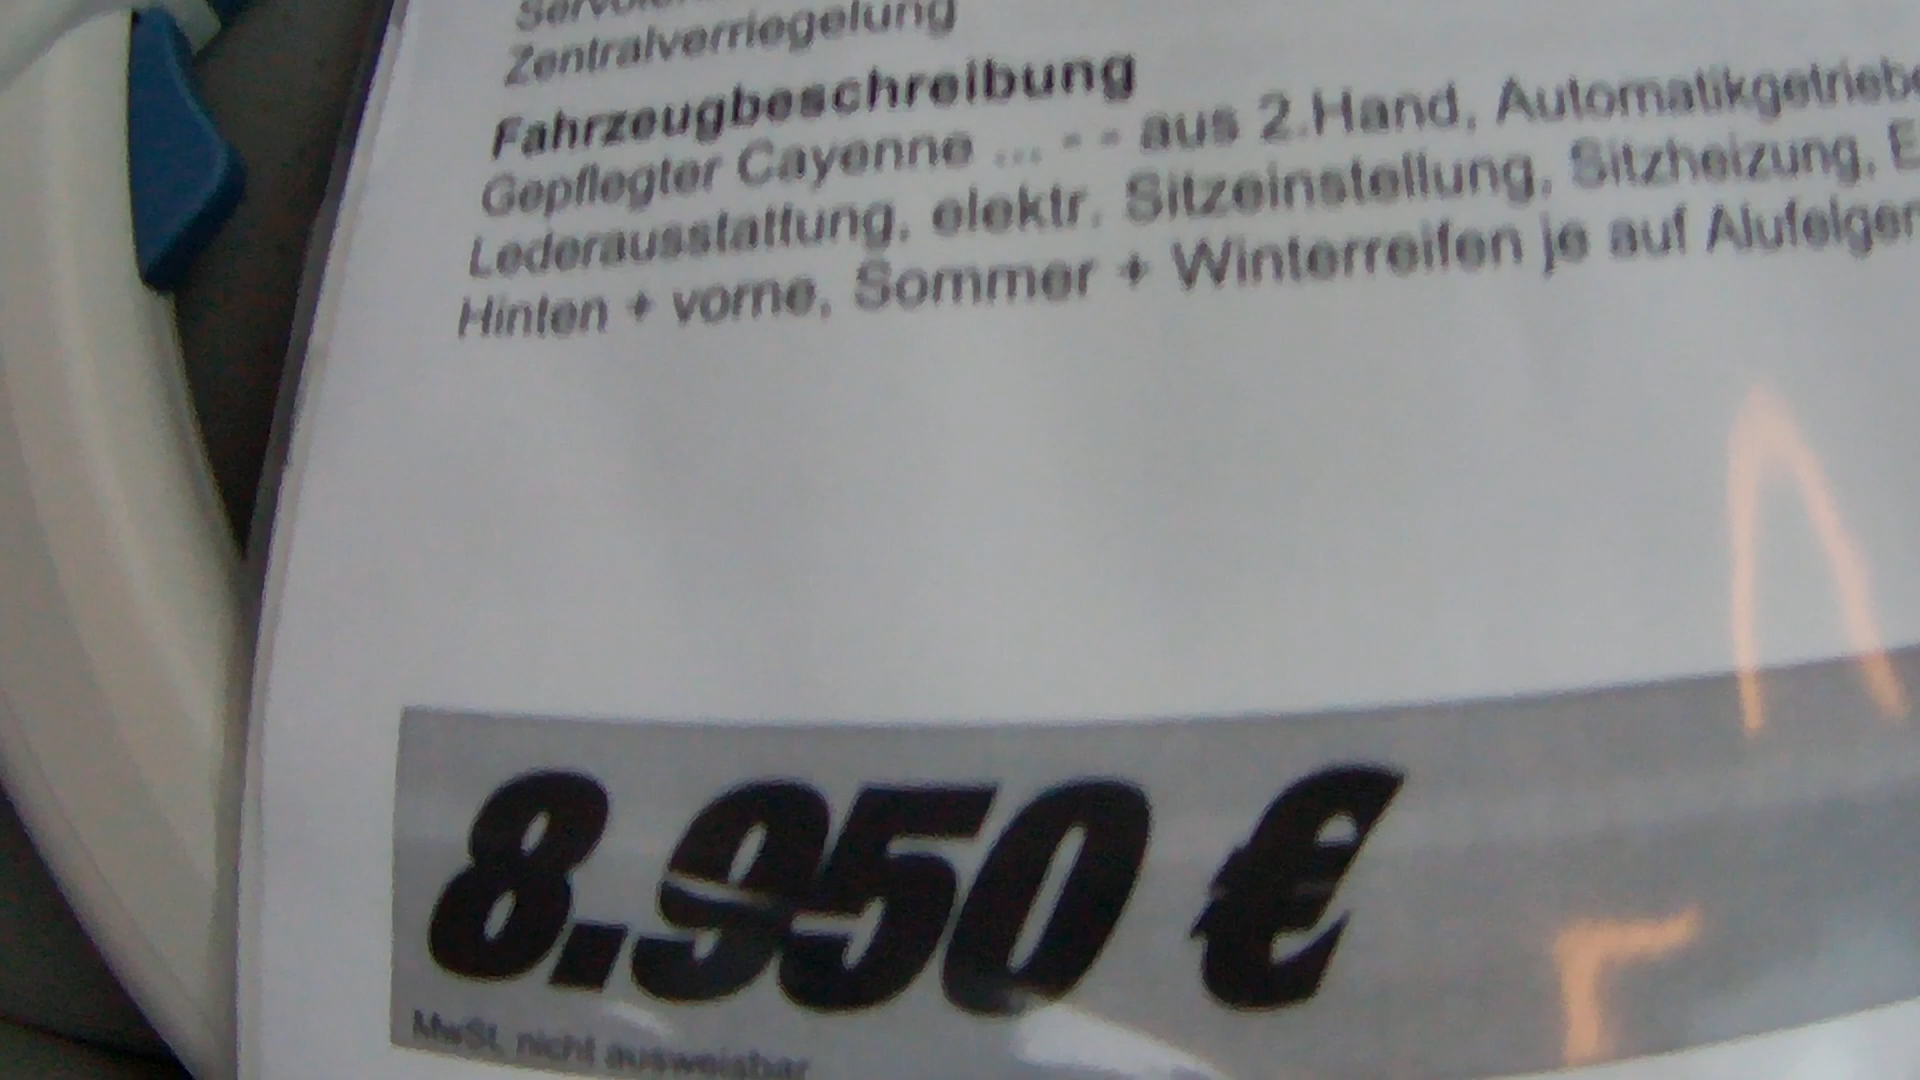 Zentralverriegelung
Fahrzeugbeschreibung
Gepflegter Cayenne ... - - aus 2.Hand, Automatikgetriebe
Lederausstattung, elektr. Sitzeinstellung, Sitzheizung, E
Hinten + vorne, Sommer + Winterreifen je auf Alufelgen
8.950 €
MwSt. nicht ausweisbar